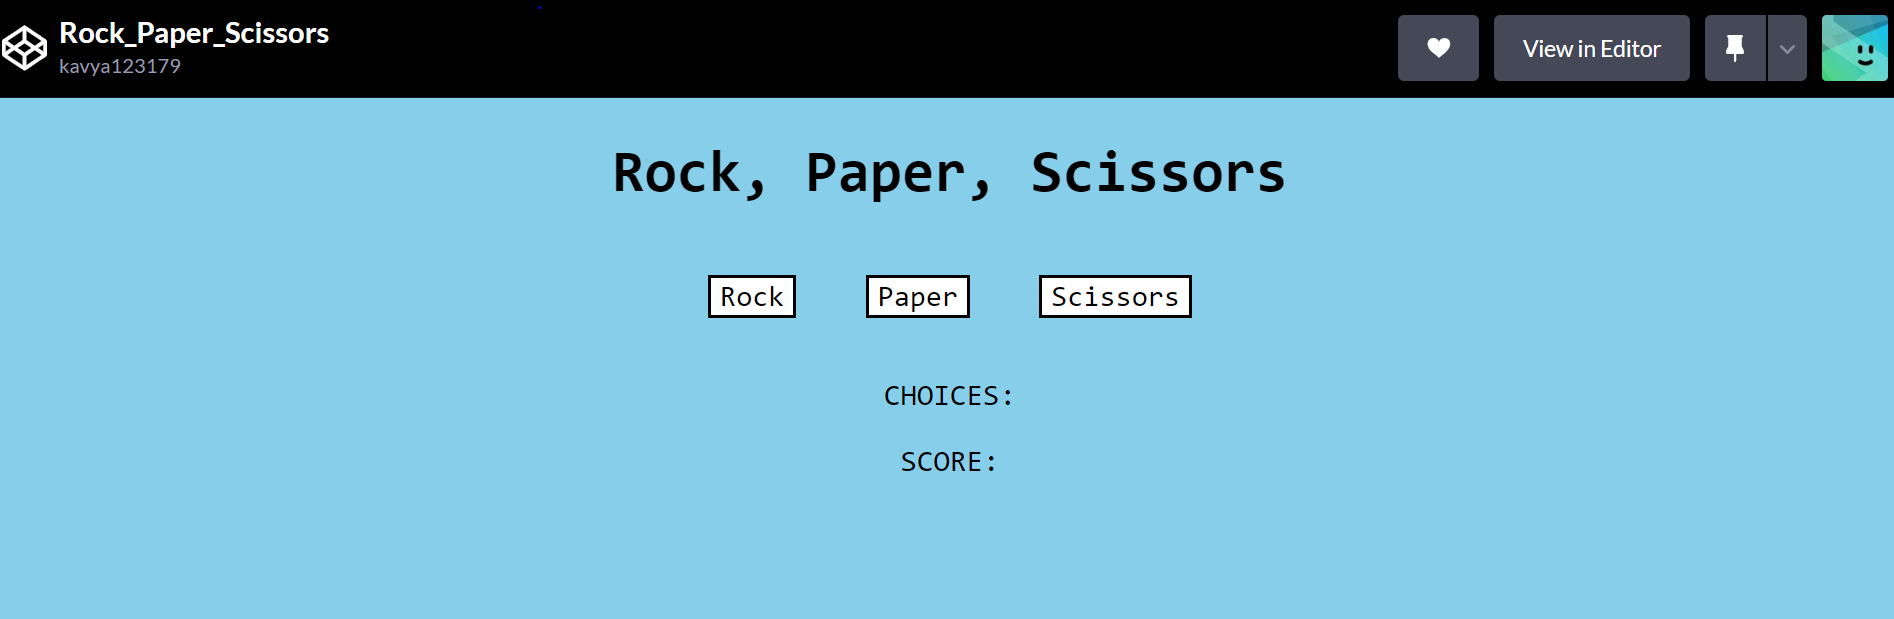 Rock_Paper_Scissors
kavya123179
View in Editor
Rock, Paper, Scissors
Rock Paper Scissors
CHOICES:
SCORE: